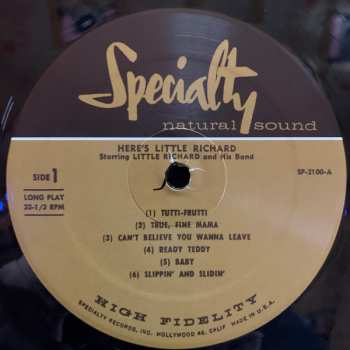 Specialty
natural sound
HERE'S LITTLE RICHARD
Starring LITTLE RICHARD and His Band
SIDE 1
SP-2100-A
LONG PLAY
33-1/3 RPM
(1) TUTTI-FRUTTI
(2) TRUE, FINE MAMA
(3) CAN'T BELIEVE YOU WANNA LEAVE
(4) READY TEDDY
(5) BABY
(6) SLIPPIN' AND SLIDIN'
HIGH FIDELITY
SPECIALTY RECORDS, INC. HOLLYWOOD 46, CALIF. MADE IN U.S.A.